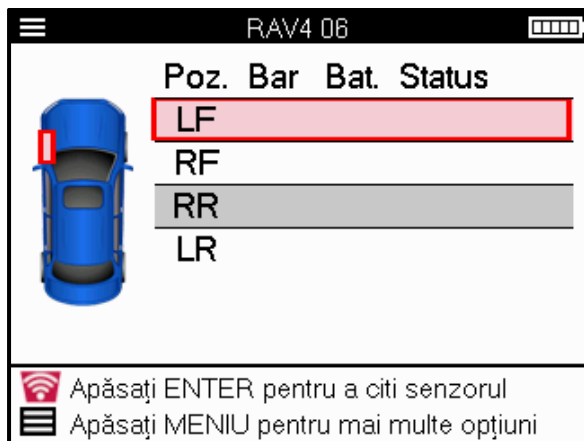 RAV4 06
Poz. Bar Bat. Status
LF
RF
RR
LR
Apăsați ENTER pentru a citi senzorul
Apăsați MENIU pentru mai multe opțiuni